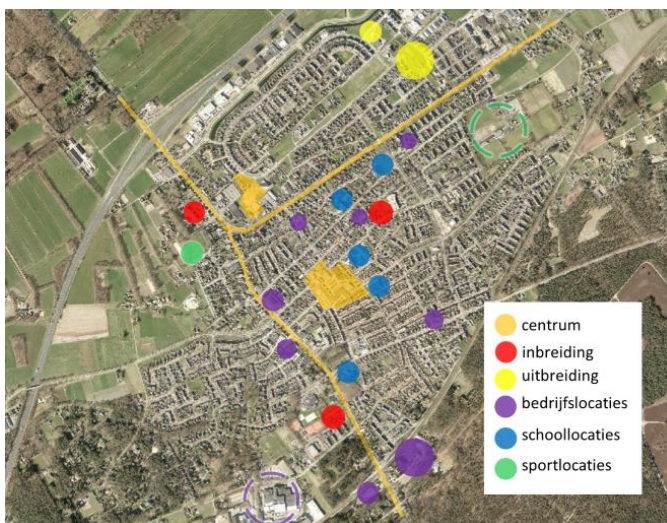 centrum
inbreiding
uitbreiding
bedrijfslocaties
schoollocaties
sportlocaties